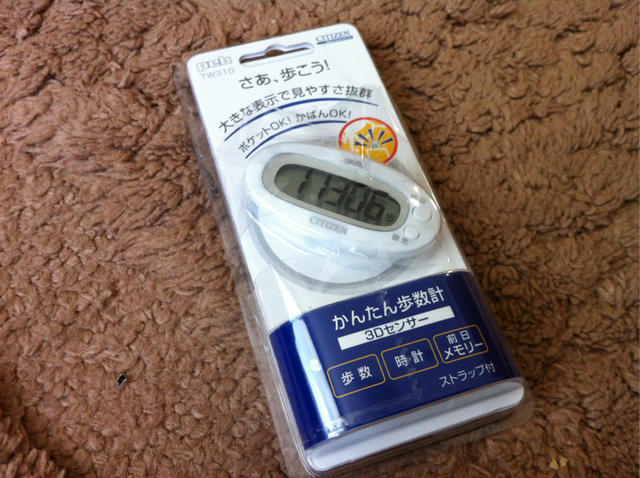 peb
CITIZEN
TW310
さあ、歩こう!
大きな表示で見やすさ抜群
ポケットOK! かばんOK!
11306
歩
CITIZEN
かんたん歩数計
3Dセンサー
歩数
時計
前日
メモリー
ストラップ付